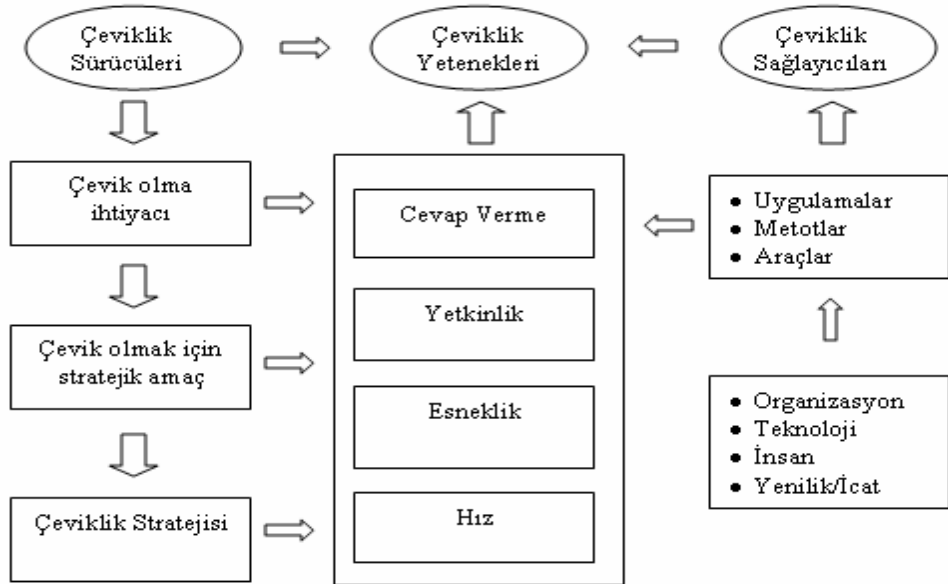 Çeviklik
Sürücüleri
Çeviklik
Yetenekleri
Çeviklik
Sağlayıcıları
Çevik olma
ihtiyacı
Cevap Verme
● Uygulamalar
● Metotlar
● Araçlar
Çevik olmak için
stratejik amaç
Yetkinlik
Esneklik
● Organizasyon
● Teknoloji
● İnsan
● Yenilik/İcat
Çeviklik Stratejisi
Hız